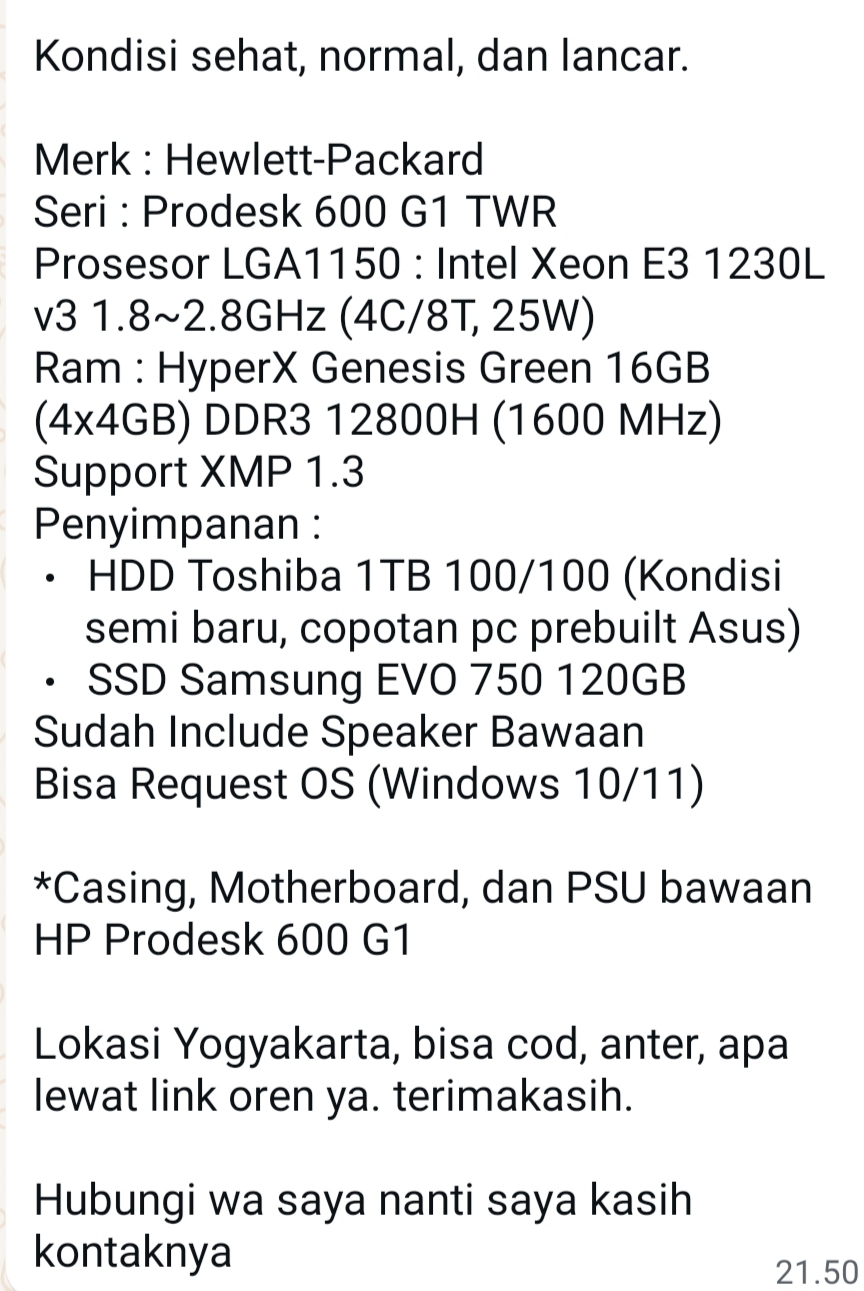 Kondisi sehat, normal, dan lancar.
Merk : Hewlett-Packard
Seri : Prodesk 600 G1 TWR
Prosesor LGA1150 : Intel Xeon E3 1230L
v3 1.8~2.8GHz (4C/8T, 25W)
Ram : HyperX Genesis Green 16GB
(4x4GB) DDR3 12800H (1600 MHz)
Support XMP 1.3
Penyimpanan :
• HDD Toshiba 1TB 100/100 (Kondisi
semi baru, copotan pc prebuilt Asus)
• SSD Samsung EVO 750 120GB
Sudah Include Speaker Bawaan
Bisa Request OS (Windows 10/11)
*Casing, Motherboard, dan PSU bawaan
HP Prodesk 600 G1
Lokasi Yogyakarta, bisa cod, anter, apa
lewat link oren ya. terimakasih.
Hubungi wa saya nanti saya kasih
kontaknya
21.50